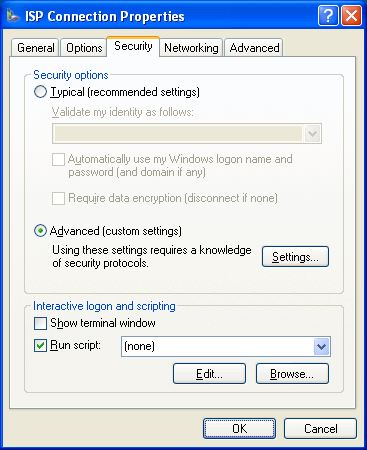 ISP Connection Properties
General Options Security Networking Advanced
Security options
Typical (recommended settings)
Validate my identity as follows:
Automatically use my Windows logon name and
password (and domain if any)
Require data encryption (disconnect if none)
Advanced (custom settings)
Using these settings requires a knowledge
of security protocols.
Settings...
Interactive logon and scripting
Show terminal window
Run script: (none)
Edit... Browse...
OK Cancel